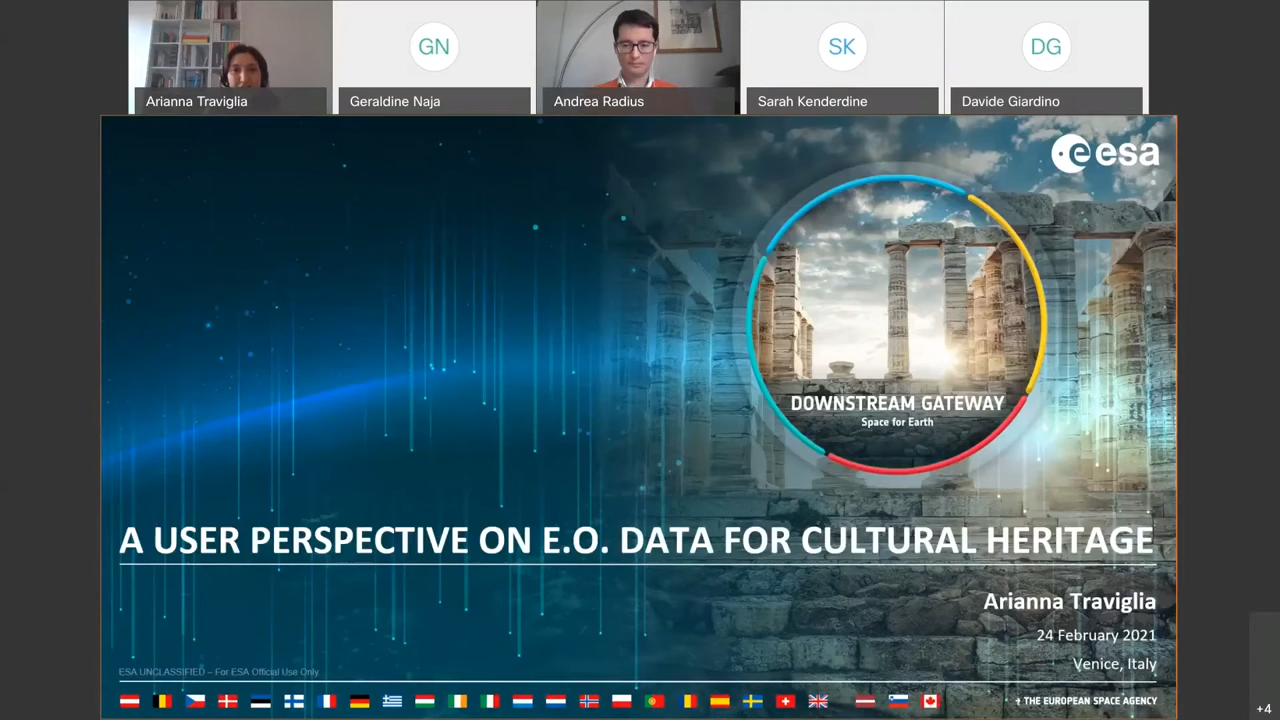 Arianna Traviglia
GN
Geraldine Naja
Andrea Radius
SK
Sarah Kenderdine
DG
Davide Giardino
esa
DOWNSTREAM GATEWAY
Space for Earth
A USER PERSPECTIVE ON E.O. DATA FOR CULTURAL HERITAGE
Arianna Traviglia
24 February 2021
Venice, Italy
ESA UNCLASSIFIED – For ESA Official Use Only
→ THE EUROPEAN SPACE AGENCY
+4